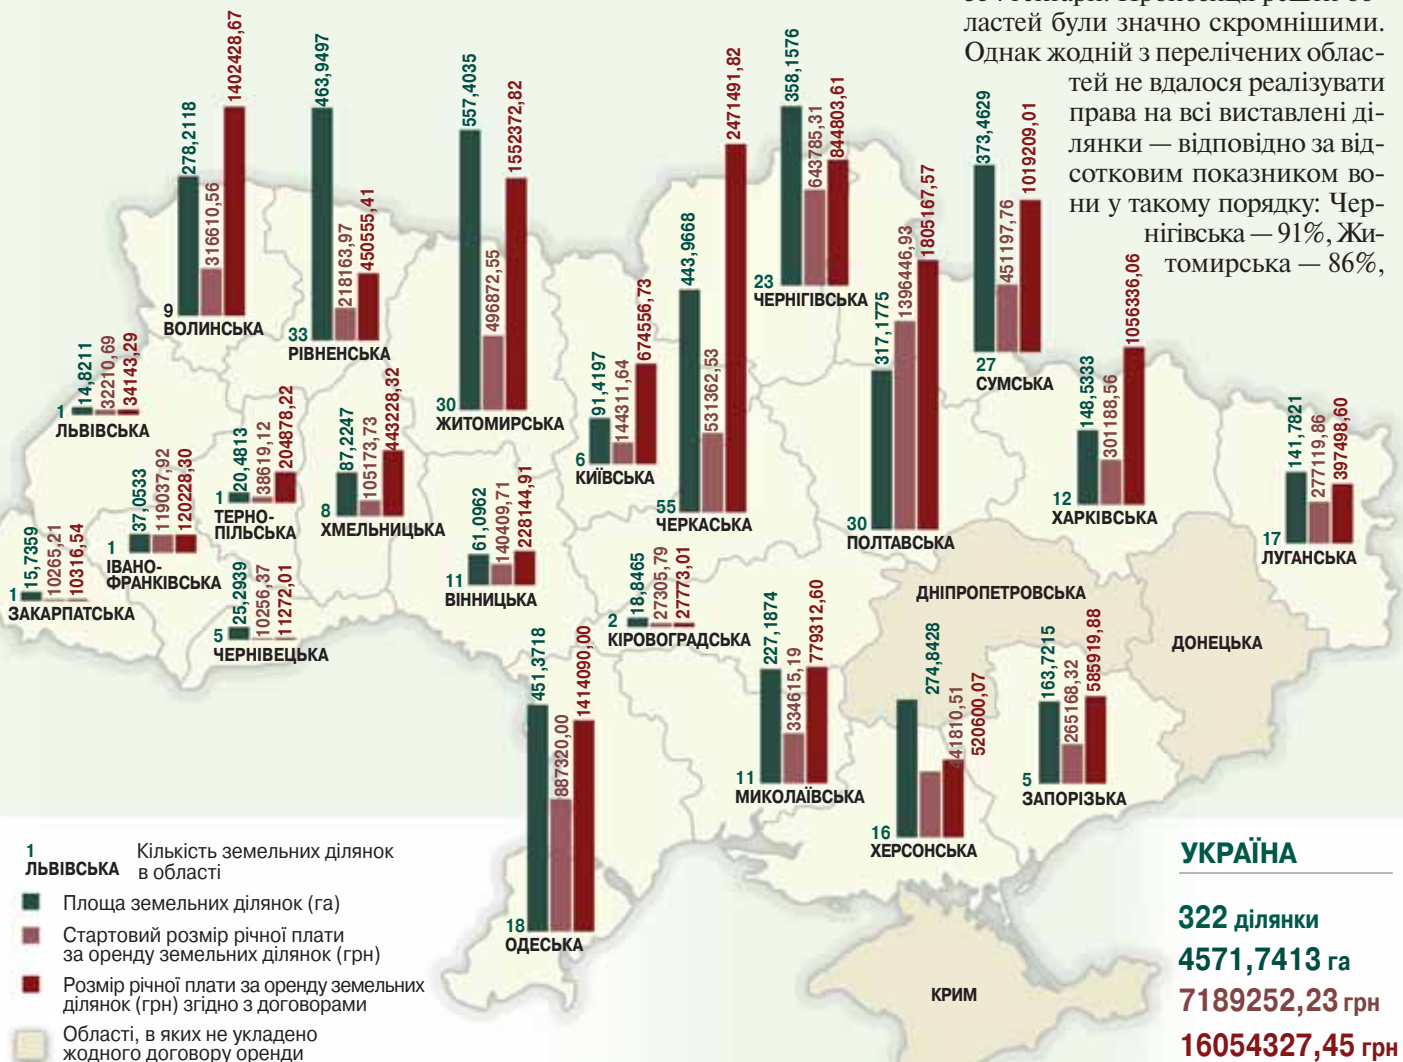 ластей були значно скромнішими.
Однак жодній з перелічених облас-
тей не вдалося реалізувати
права на всі виставлені ді-
лянки — відповідно за від-
сотковим показником во-
ни у такому порядку: Чер-
нігівська — 91%, Жи-
томирська — 86%,
278,2118
316610,56
1402428,67
9
ВОЛИНСЬКА
463,9497
218163,97
450555,41
33
РІВНЕНСЬКА
557,4035
496872,55
1552372,82
30
ЖИТОМИРСЬКА
91,4197
144311,64
674556,73
6
КИЇВСЬКА
443,9668
531362,53
2471491,82
55
ЧЕРКАСЬКА
358,1576
643785,31
844803,61
23
ЧЕРНІГІВСЬКА
317,1775
1396446,93
1805167,57
30
ПОЛТАВСЬКА
373,4629
451197,76
1019209,01
27
СУМСЬКА
148,5333
301188,56
1056336,06
12
ХАРКІВСЬКА
141,7821
277119,86
397498,60
17
ЛУГАНСЬКА
14,8211
32210,69
34143,29
1
ЛЬВІВСЬКА
20,4813
38619,12
204878,22
1
ТЕРНО-
ПІЛЬСЬКА
87,2247
105173,73
443228,32
8
ХМЕЛЬНИЦЬКА
15,7359
10265,21
10316,54
1
ЗАКАРПАТСЬКА
37,0533
119037,92
120228,30
1
ІВАНО-
ФРАНКІВСЬКА
25,2939
10256,37
11272,01
5
ЧЕРНІВЕЦЬКА
61,0962
140409,71
228144,91
11
ВІННИЦЬКА
18,8465
27305,79
27773,01
2
КІРОВОГРАДСЬКА
451,3718
887320,00
1414090,00
18
ОДЕСЬКА
227,1874
334615,19
779312,60
11
МИКОЛАЇВСЬКА
274,8428
441810,51
520600,07
16
ХЕРСОНСЬКА
163,7215
265168,32
585919,88
5
ЗАПОРІЗЬКА
ДНІПРОПЕТРОВСЬКА
ДОНЕЦЬКА
КРИМ
1
ЛЬВІВСЬКА
Кількість земельних ділянок
в області
Площа земельних ділянок (га)
Стартовий розмір річної плати
за оренду земельних ділянок (грн)
Розмір річної плати за оренду земельних
ділянок (грн) згідно з договорами
Області, в яких не укладено
жодного договору оренди
УКРАЇНА
322 ділянки
4571,7413 га
7189252,23 грн
16054327,45 грн